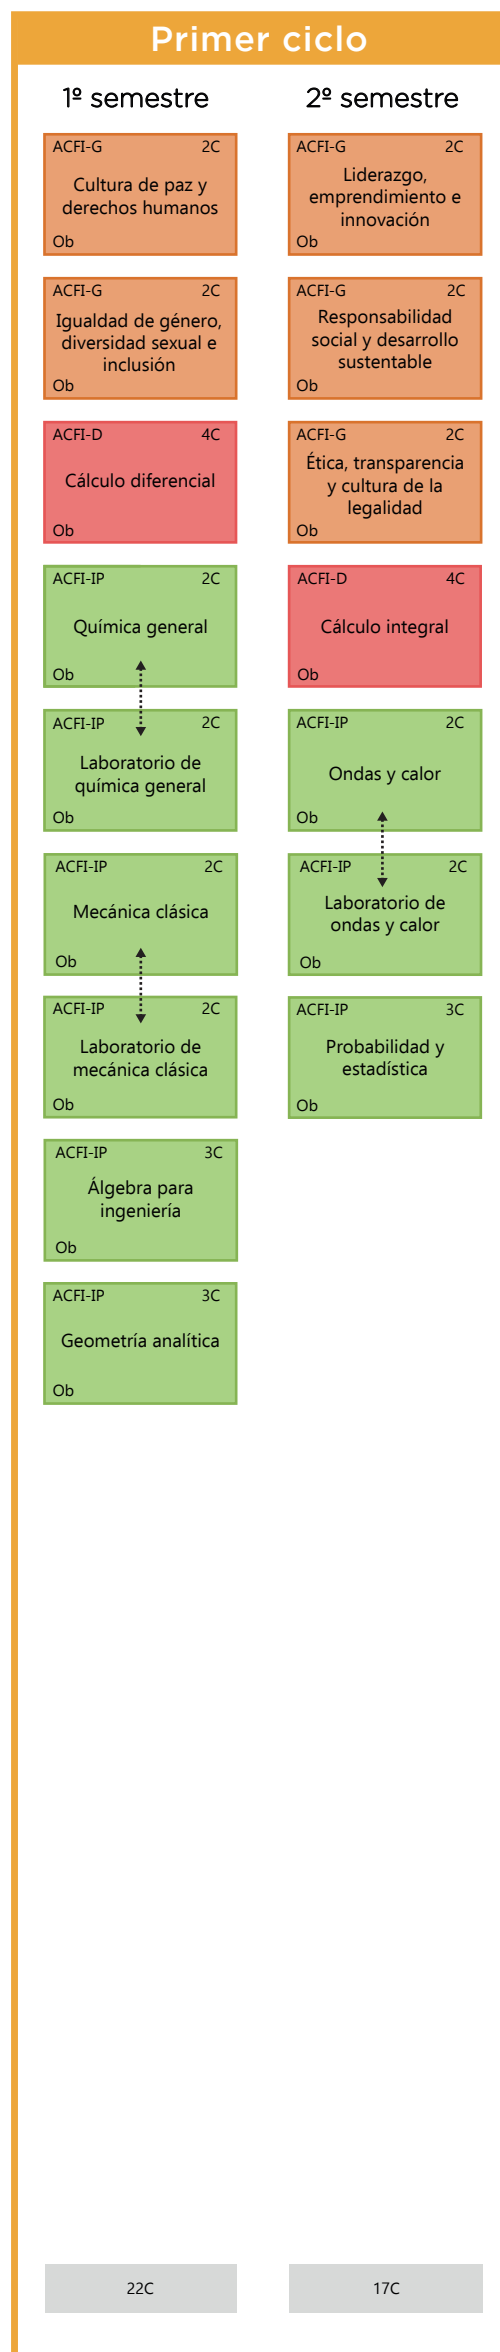 Primer ciclo
1º semestre
ACFI-G 2C
Cultura de paz y
derechos humanos
Ob
ACFI-G 2C
Igualdad de género,
diversidad sexual e
inclusión
Ob
ACFI-D 4C
Cálculo diferencial
Ob
ACFI-IP 2C
Química general
Ob
ACFI-IP 2C
Laboratorio de
química general
Ob
ACFI-IP 2C
Mecánica clásica
Ob
ACFI-IP 2C
Laboratorio de
mecánica clásica
Ob
ACFI-IP 3C
Álgebra para
ingeniería
Ob
ACFI-IP 3C
Geometría analítica
Ob
22C
2º semestre
ACFI-G 2C
Liderazgo,
emprendimiento e
innovación
Ob
ACFI-G 2C
Responsabilidad
social y desarrollo
sustentable
Ob
ACFI-G 2C
Ética, transparencia
y cultura de la
legalidad
Ob
ACFI-D 4C
Cálculo integral
Ob
ACFI-IP 2C
Ondas y calor
Ob
ACFI-IP 2C
Laboratorio de
ondas y calor
Ob
ACFI-IP 3C
Probabilidad y
estadística
Ob
17C